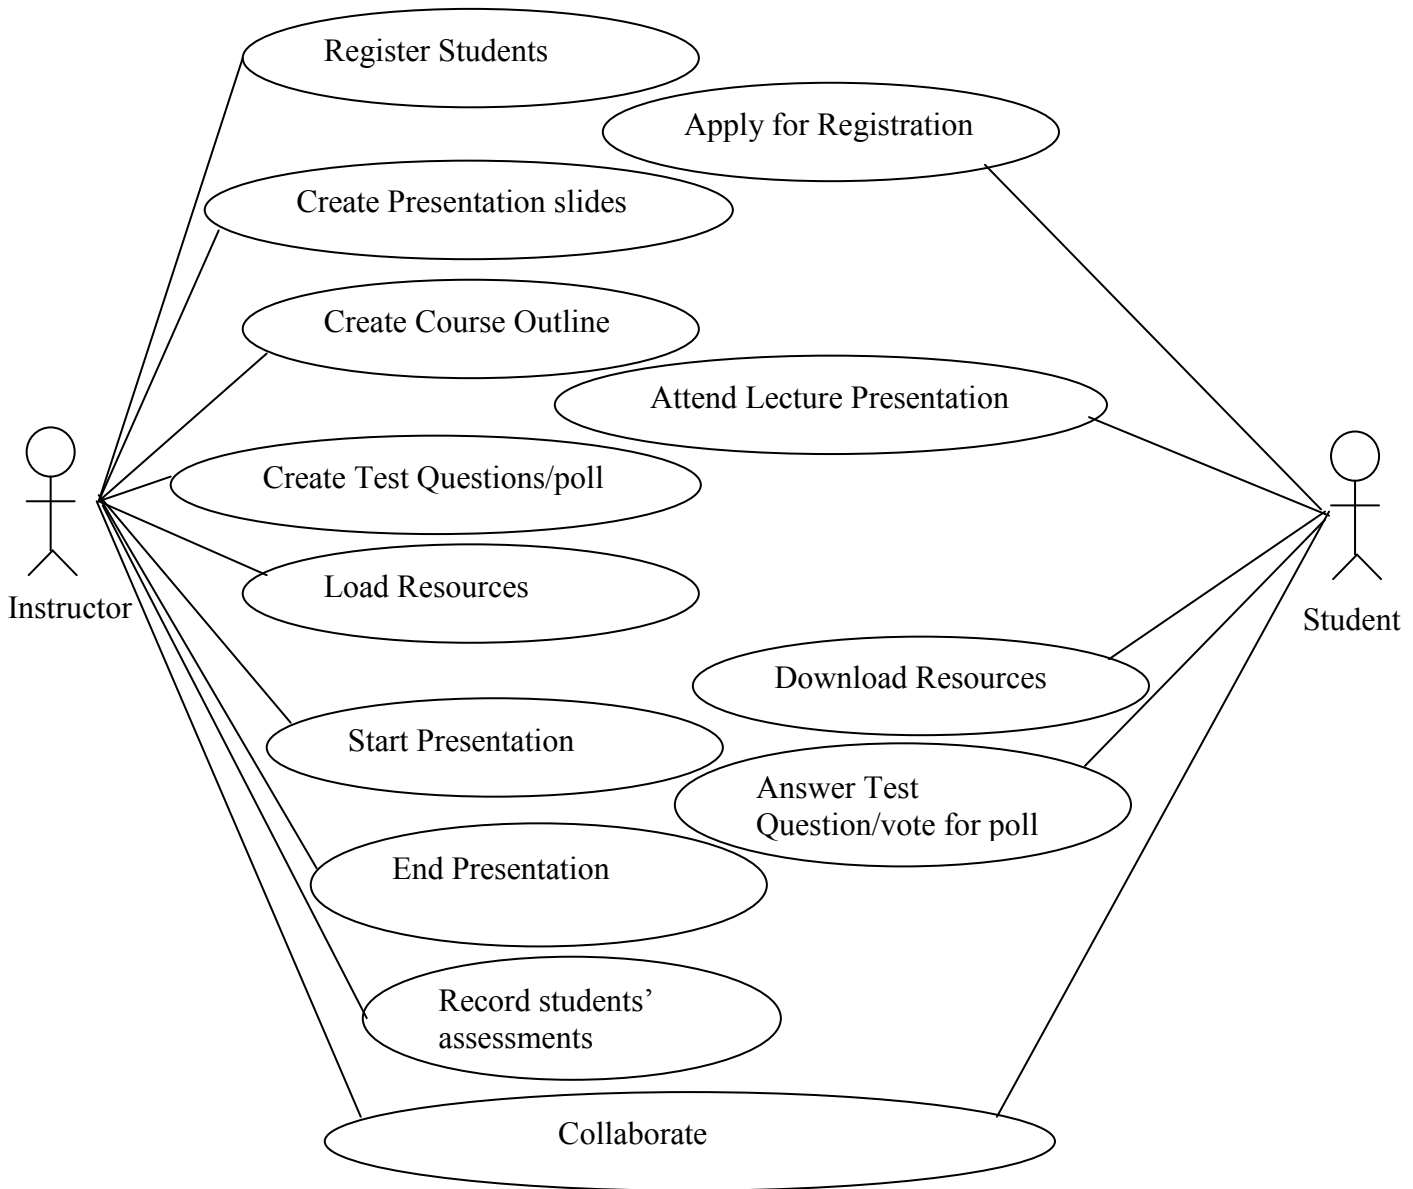 Register Students
Apply for Registration
Create Presentation slides
Create Course Outline
Attend Lecture Presentation
Create Test Questions/poll
Load Resources
Instructor
Student
Download Resources
Start Presentation
Answer Test
Question/vote for poll
End Presentation
Record students’
assessments
Collaborate